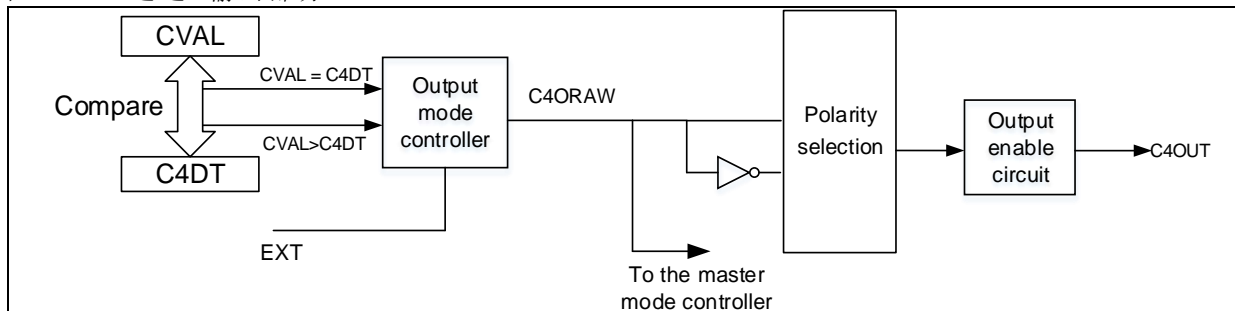 CVAL
Compare
C4DT
CVAL = C4DT
CVAL>C4DT
EXT
Output
mode
controller
C4ORAW
To the master
mode controller
Polarity
selection
Output
enable
circuit
C4OUT